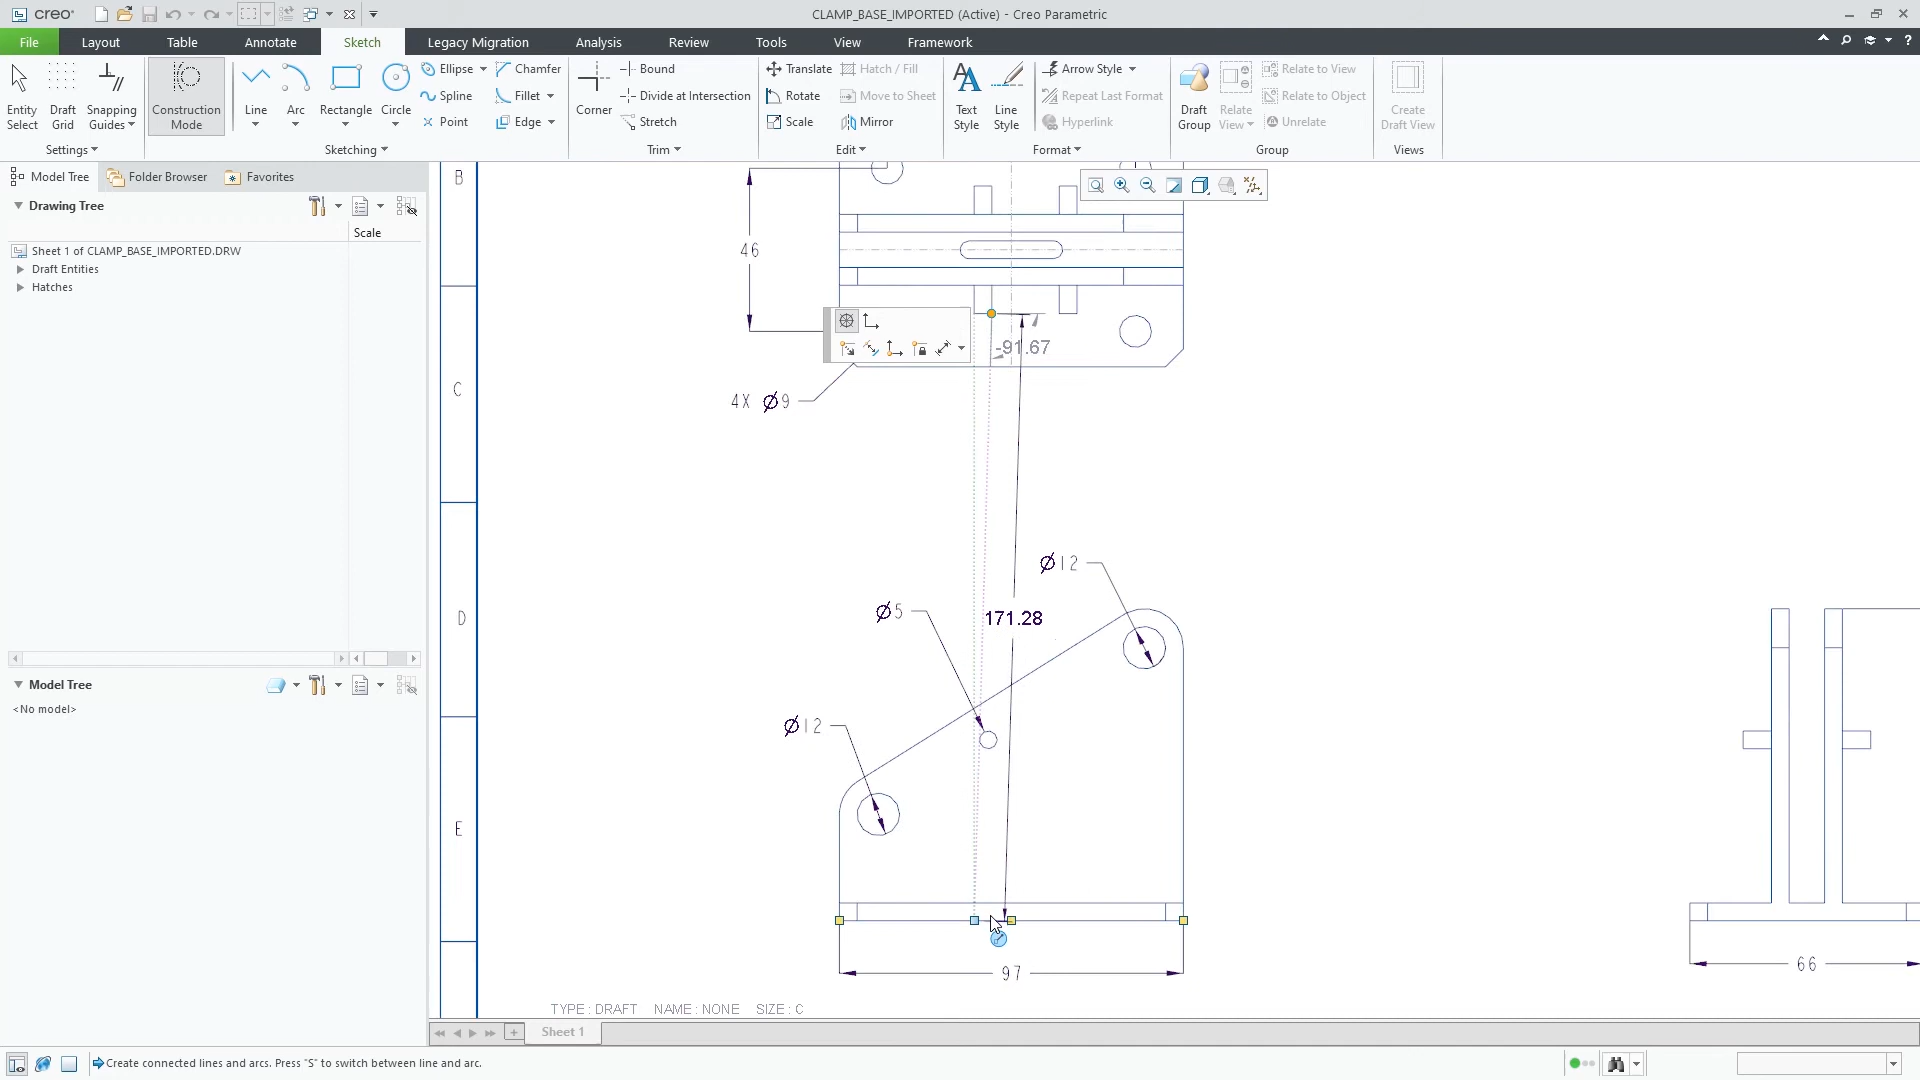 creo
CLAMP_BASE_IMPORTED (Active) - Creo Parametric
File
Layout
Table
Annotate
Sketch
Legacy Migration
Analysis
Review
Tools
View
Framework
Entity Select
Draft Grid
Snapping Guides
Settings
Construction Mode
Line
Arc
Rectangle
Circle
Ellipse
Spline
Point
Chamfer
Fillet
Edge
Sketching
Corner
Bound
Divide at Intersection
Stretch
Trim
Translate
Rotate
Scale
Hatch / Fill
Move to Sheet
Mirror
Edit
Text Style
Line Style
Arrow Style
Repeat Last Format
Hyperlink
Format
Draft Group
Relate View
Relate to View
Relate to Object
Unrelate
Group
Create Draft View
Views
Model Tree
Folder Browser
Favorites
Drawing Tree
Scale
Sheet 1 of CLAMP_BASE_IMPORTED.DRW
Draft Entities
Hatches
Model Tree
<No model>
B
C
D
E
46
-91.67
4X Ø9
Ø12
Ø5
171.28
Ø12
97
66
TYPE : DRAFT NAME : NONE SIZE : C
Sheet 1
Create connected lines and arcs. Press "S" to switch between line and arc.